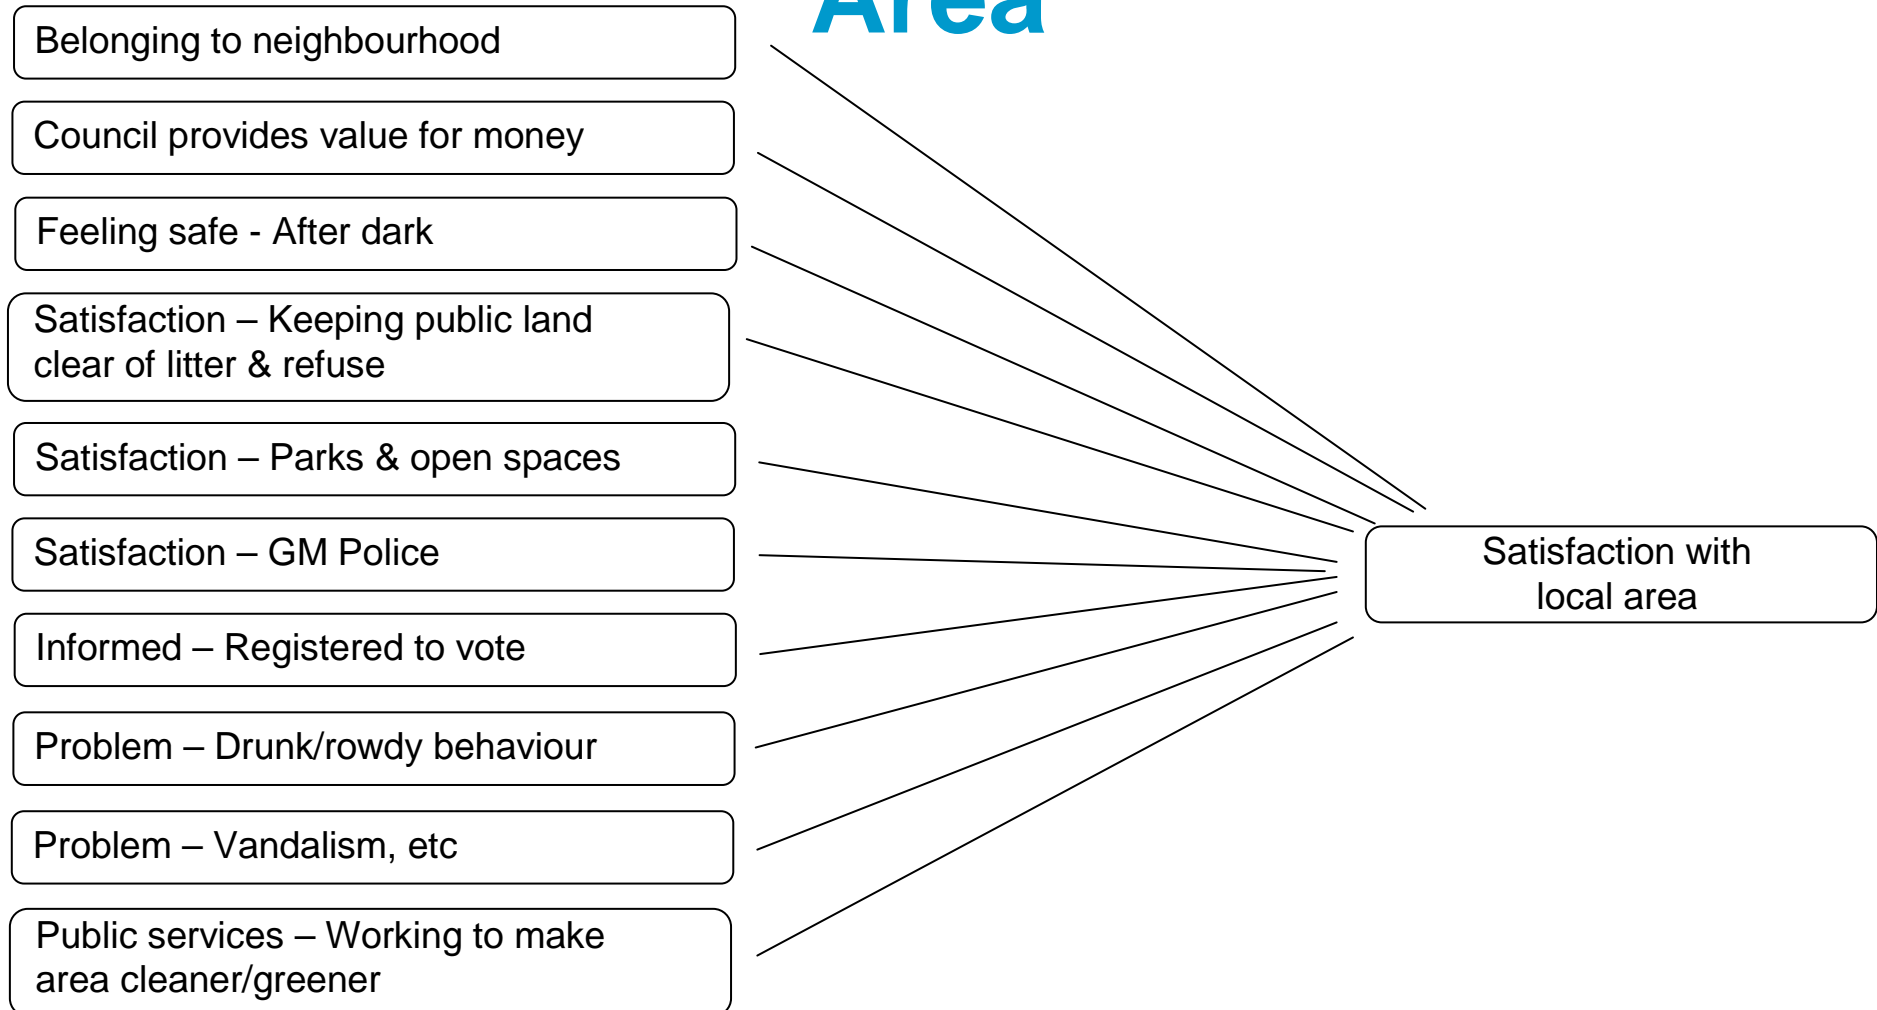 Area
Belonging to neighbourhood
Council provides value for money
Feeling safe - After dark
Satisfaction – Keeping public land
clear of litter & refuse
Satisfaction – Parks & open spaces
Satisfaction – GM Police
Informed – Registered to vote
Problem – Drunk/rowdy behaviour
Problem – Vandalism, etc
Public services – Working to make
area cleaner/greener
Satisfaction with
local area